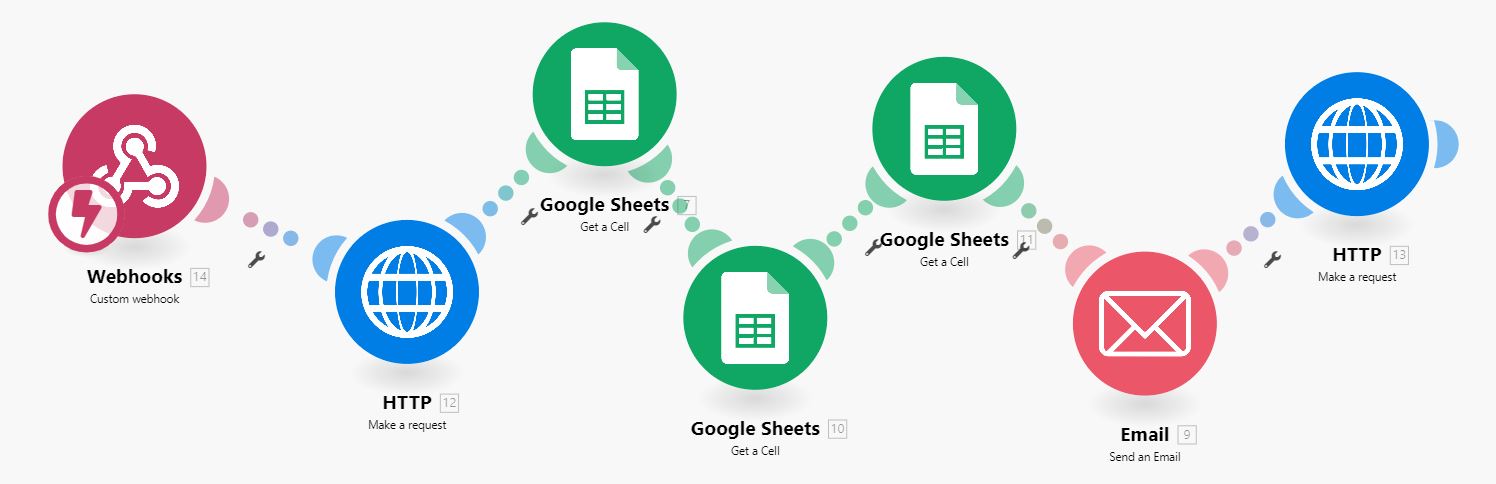 Webhooks 14
Custom webhook
HTTP 12
Make a request
Google Sheets 7
Get a Cell
Google Sheets 10
Get a Cell
Google Sheets 11
Get a Cell
Email 9
Send an Email
HTTP 13
Make a request